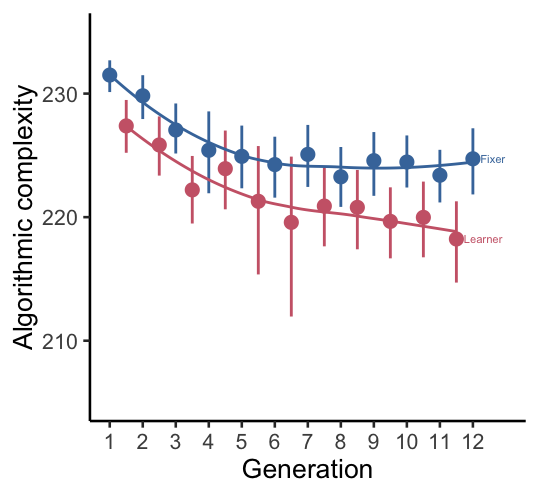 Algorithmic complexity
230
220
210
Fixer
Learner
1 2 3 4 5 6 7 8 9 10 11 12
Generation